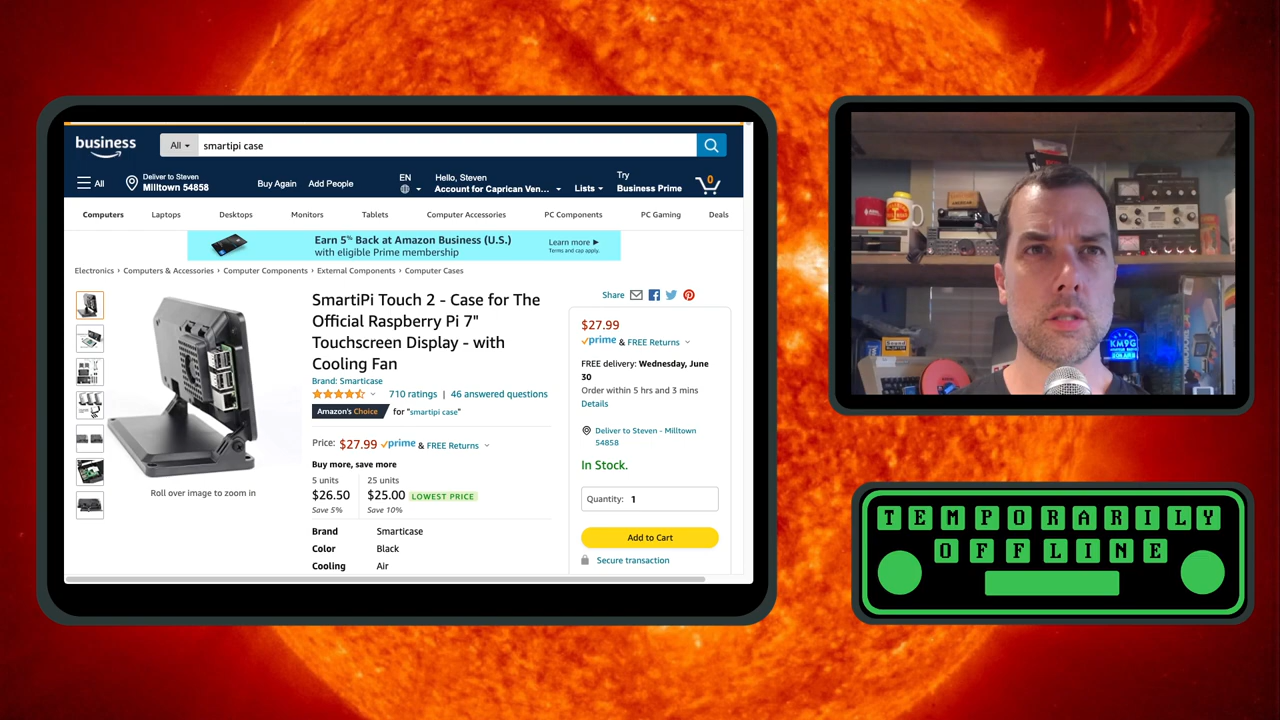 business
All
smartipi case
All
Deliver to Steven
Milltown 54858
Buy Again
Add People
EN
Hello, Steven
Account for Caprican Ven...
Lists
Try
Business Prime
0
Computers
Laptops
Desktops
Monitors
Tablets
Computer Accessories
PC Components
PC Gaming
Deals
Earn 5% Back at Amazon Business (U.S.)
with eligible Prime membership
Learn more
Terms and cap apply.
Electronics › Computers & Accessories › Computer Components › External Components › Computer Cases
Roll over image to zoom in
SmartiPi Touch 2 - Case for The
Official Raspberry Pi 7"
Touchscreen Display - with
Cooling Fan
Brand: Smarticase
710 ratings | 46 answered questions
Amazon's Choice for "smartipi case"
Price: $27.99 prime & FREE Returns
Buy more, save more
5 units
$26.50
Save 5%
25 units
$25.00 LOWEST PRICE
Save 10%
Brand Smarticase
Color Black
Cooling Air
Share
$27.99
prime & FREE Returns
FREE delivery: Wednesday, June
30
Order within 5 hrs and 3 mins
Details
Deliver to Steven - Milltown
54858
In Stock.
Quantity: 1
Add to Cart
Secure transaction
KM9G
TEMPORARILY
OFFLINE